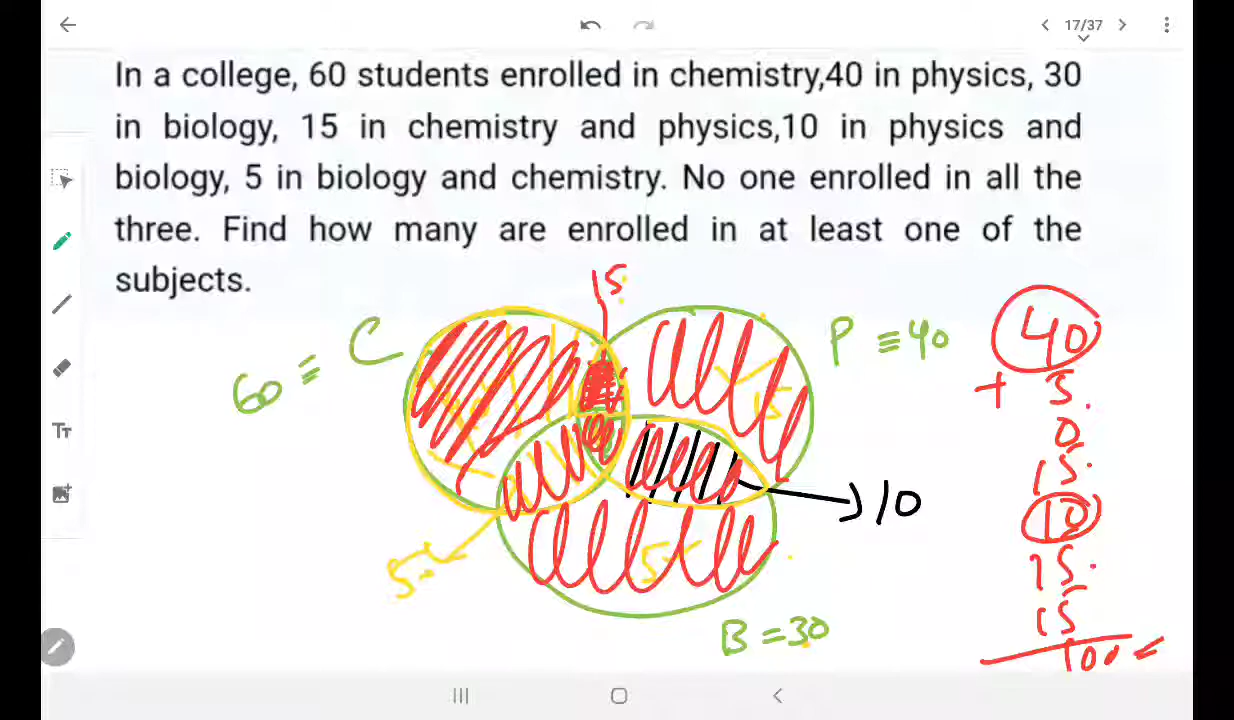 17/37
In a college, 60 students enrolled in chemistry,40 in physics, 30
in biology, 15 in chemistry and physics,10 in physics and
biology, 5 in biology and chemistry. No one enrolled in all the
three. Find how many are enrolled in at least one of the
subjects.
15
60 ≡ C
P ≡ 40
40
+ 5
0
15
10
15
15
100
10
5
15
B = 30
Tт